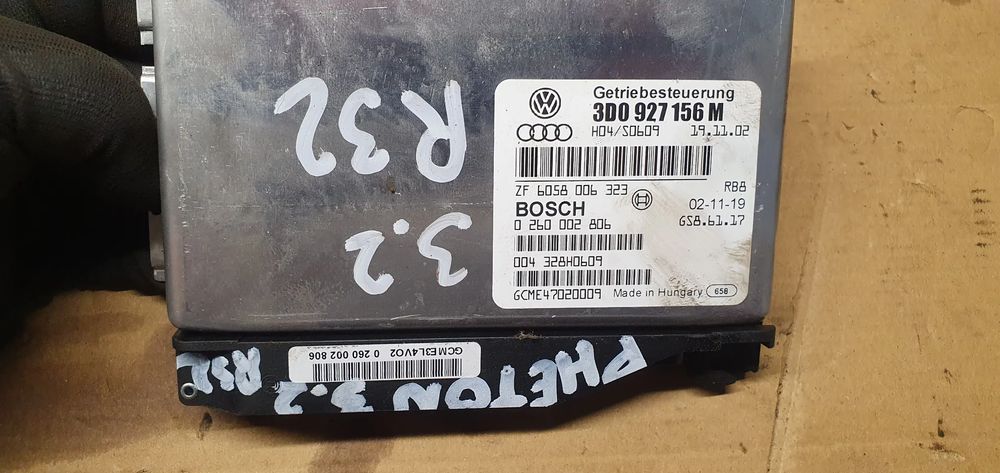 Getriebesteuerung
3D0 927 156 M
H04/S0609 19.11.02
ZF 6058 006 323 RB8
BOSCH 02-11-19
0 260 002 806 GS8.61.17
004 328H0609
GCME47020009 Made in Hungary 658
R32
3.2
GCME3L4VO2 0 260 002 806
PHETON 3.2 R32